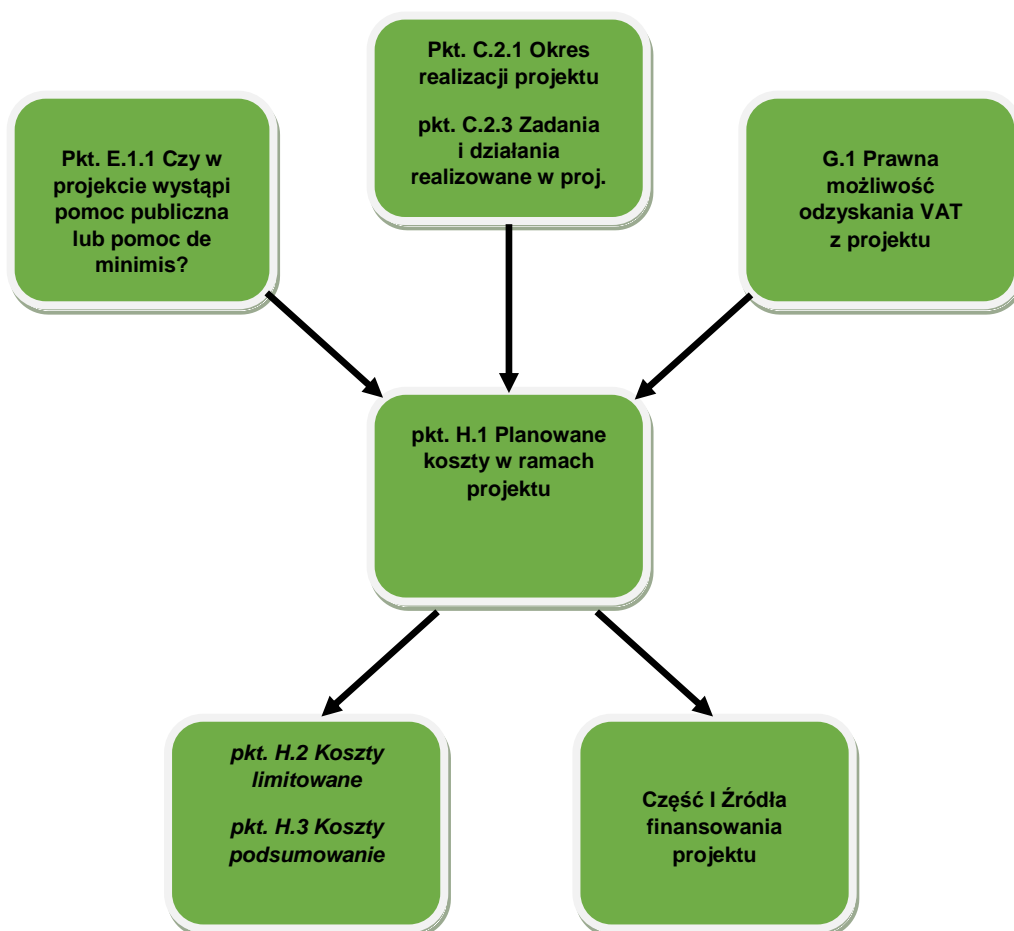 Pkt. C.2.1 Okres
realizacji projektu
pkt. C.2.3 Zadania
i działania
realizowane w proj.
Pkt. E.1.1 Czy w
projekcie wystąpi
pomoc publiczna
lub pomoc de
minimis?
G.1 Prawna
możliwość
odzyskania VAT
z projektu
pkt. H.1 Planowane
koszty w ramach
projektu
pkt. H.2 Koszty
limitowane
pkt. H.3 Koszty
podsumowanie
Część I Źródła
finansowania
projektu